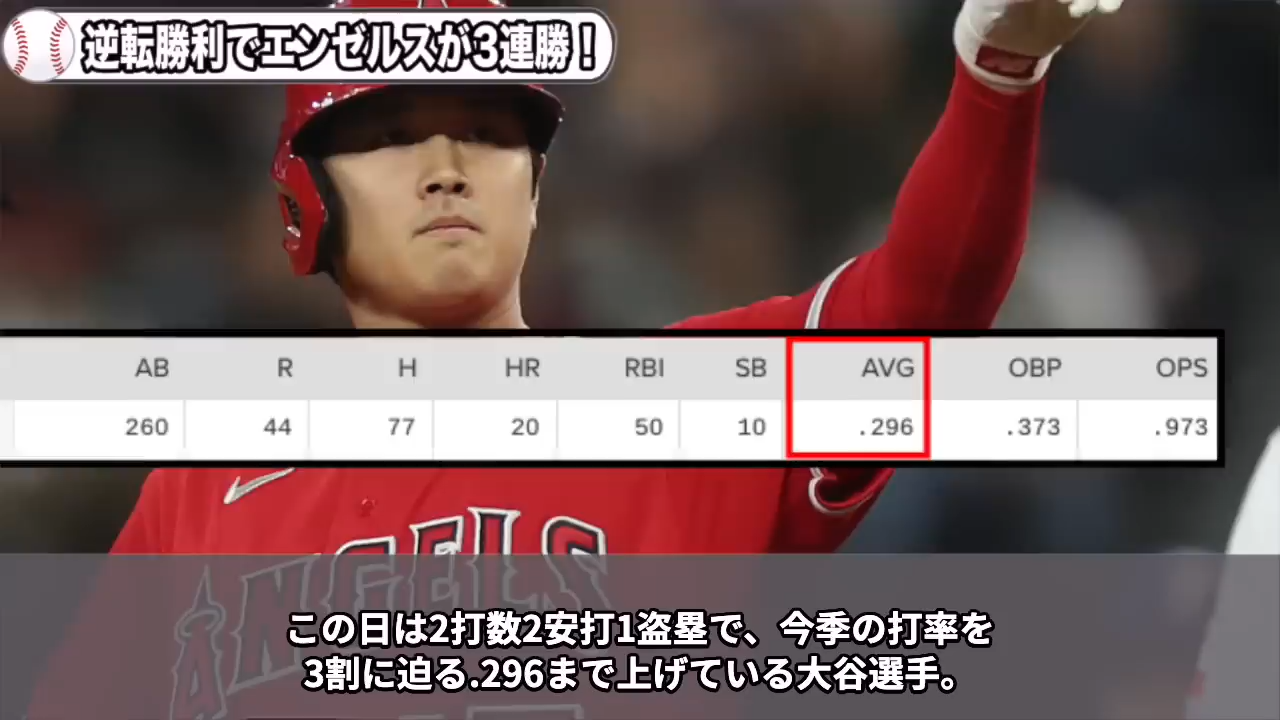 逆転勝利でエンゼルスが3連勝！
AB R H HR RBI SB AVG OBP OPS
260 44 77 20 50 10 .296 .373 .973
ANGELS
この日は2打数2安打1盗塁で、今季の打率を
3割に迫る.296まで上げている大谷選手。